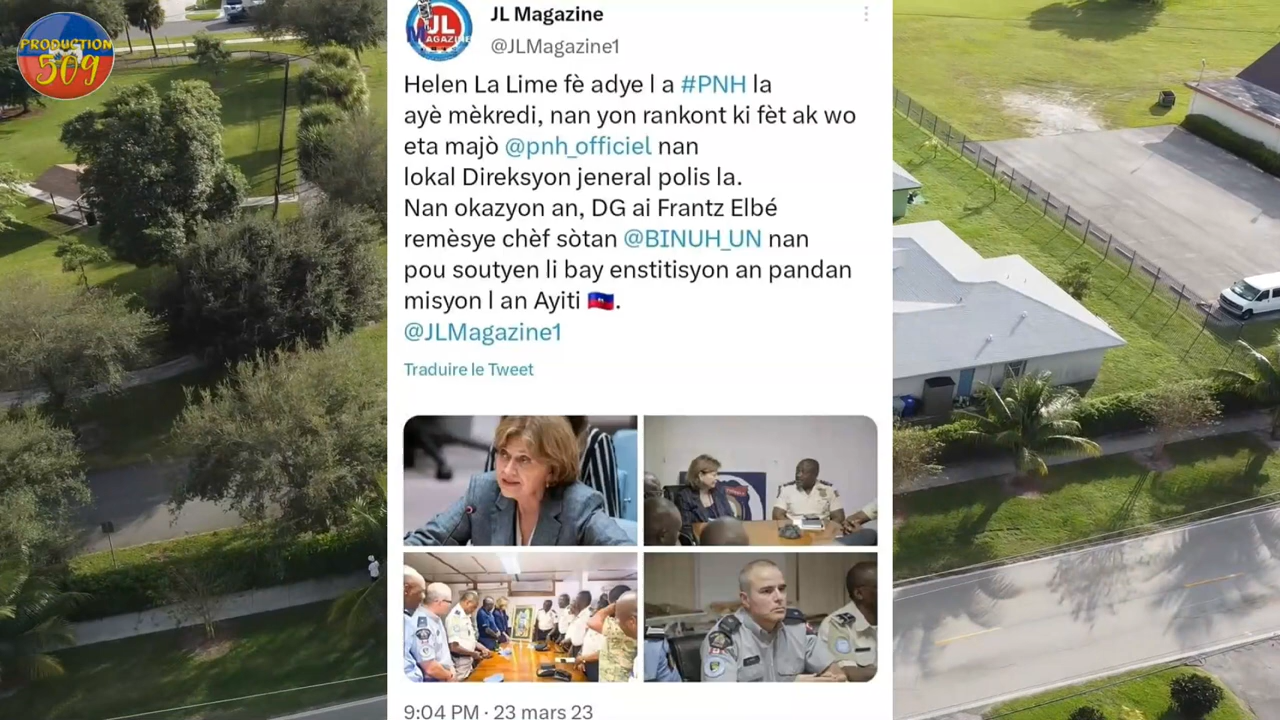 PRODUCTION
509
JL
MAGAZINE
JL Magazine
@JLMagazine1
Helen La Lime fè adye l a #PNH la
ayè mèkredi, nan yon rankont ki fèt ak wo
eta majò @pnh_officiel nan
lokal Direksyon jeneral polis la.
Nan okazyon an, DG ai Frantz Elbé
remèsye chèf sòtan @BINUH_UN nan
pou soutyen li bay enstitisyon an pandan
misyon l an Ayiti 🇭🇹.
@JLMagazine1
Traduire le Tweet
9:04 PM · 23 mars 23